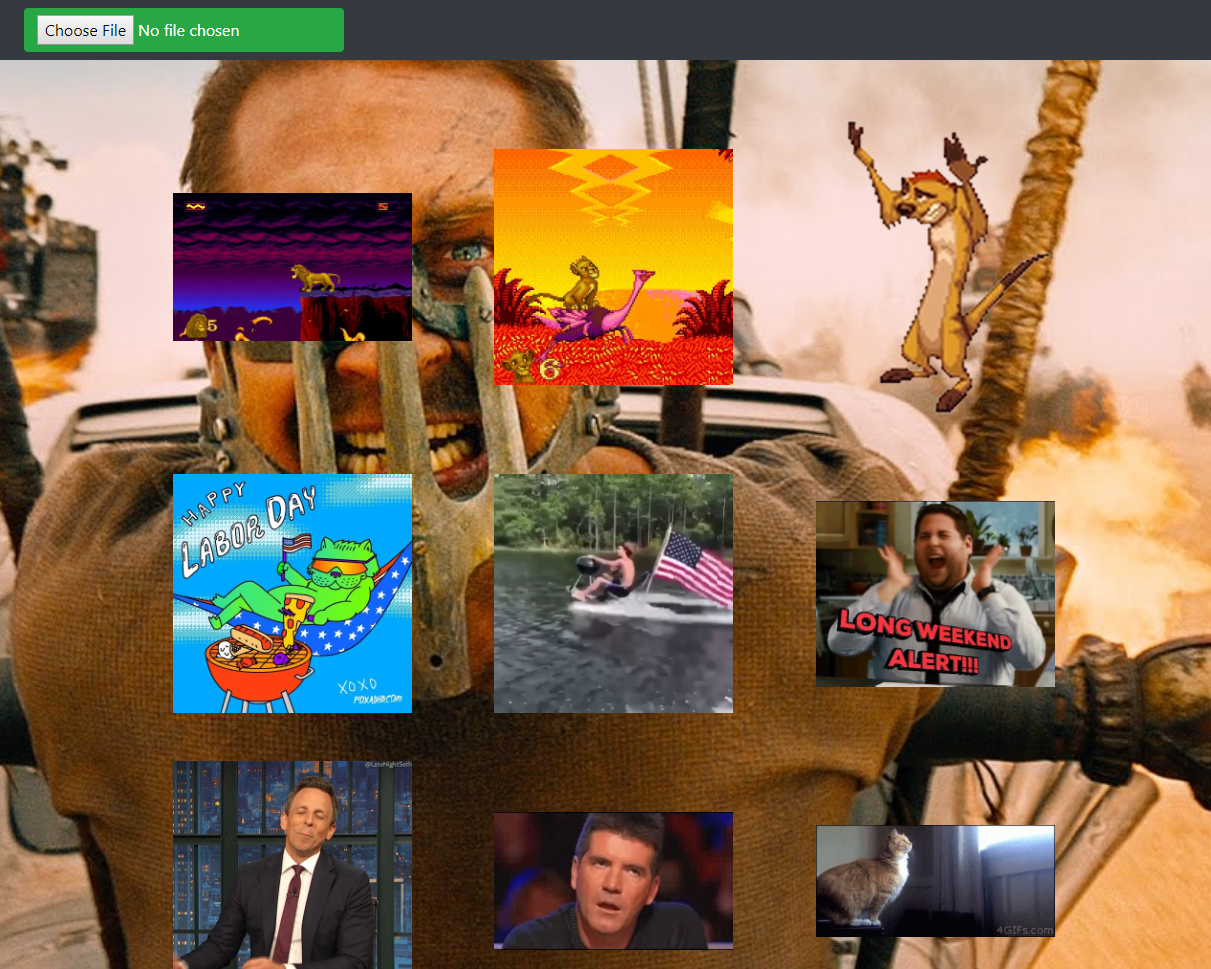 Choose File No file chosen
5
6
HAPPY
LABOR DAY
XOXO
FOXADHD.COM
LONG WEEKEND
ALERT!!!
@LateNightSeth
4GIFs.com